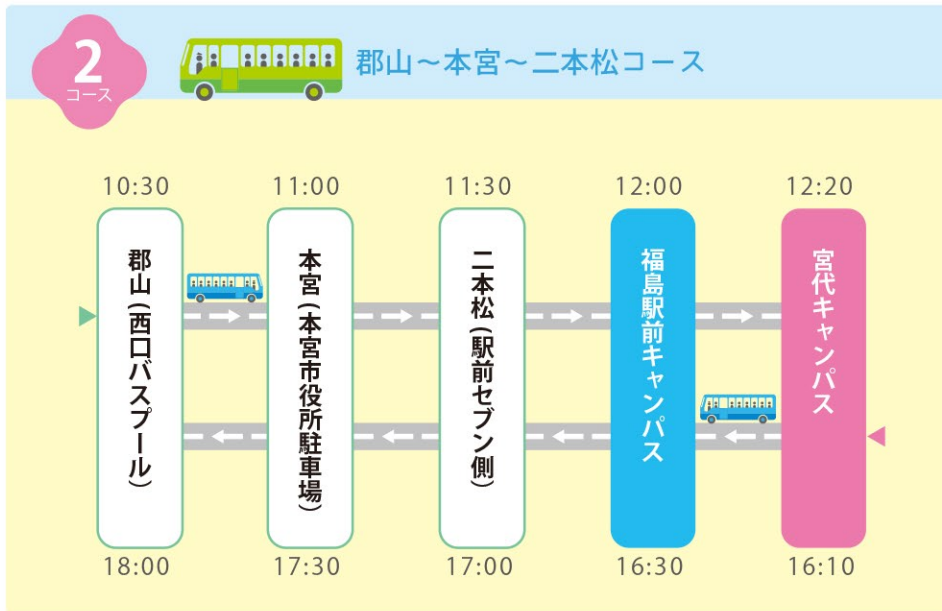 2
コース
郡山～本宮～二本松コース
10:30
11:00
11:30
12:00
12:20
郡山(西口バスプール)
本宮(本宮市役所駐車場)
二本松(駅前セブン側)
福島駅前キャンパス
宮代キャンパス
18:00
17:30
17:00
16:30
16:10